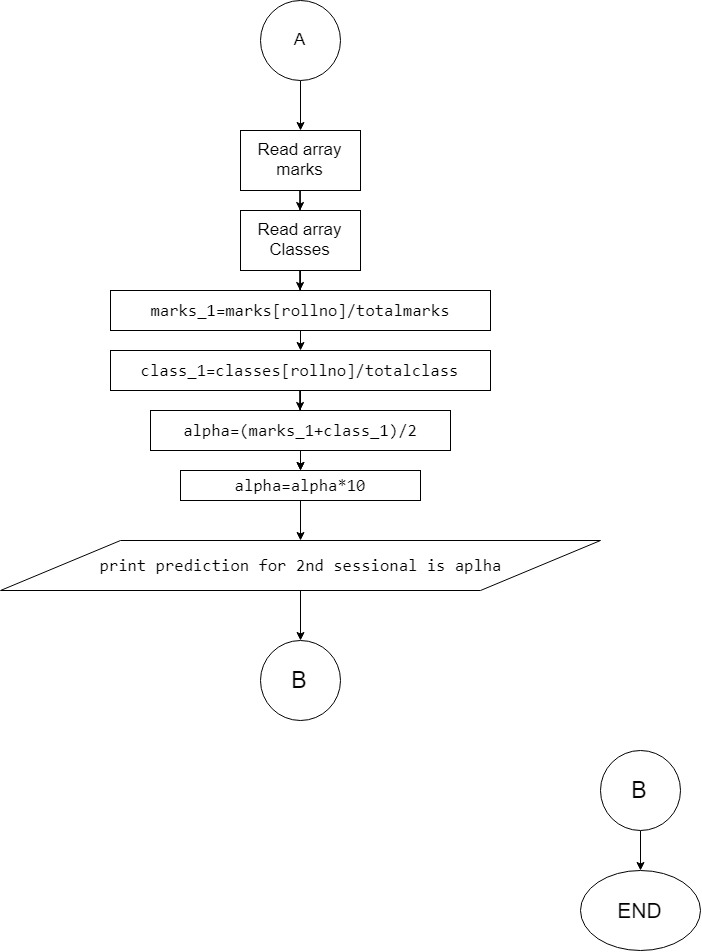 A
Read array
marks
Read array
Classes
marks_1=marks[rollno]/totalmarks
class_1=classes[rollno]/totalclass
alpha=(marks_1+class_1)/2
alpha=alpha*10
print prediction for 2nd sessional is aplha
B
B
END